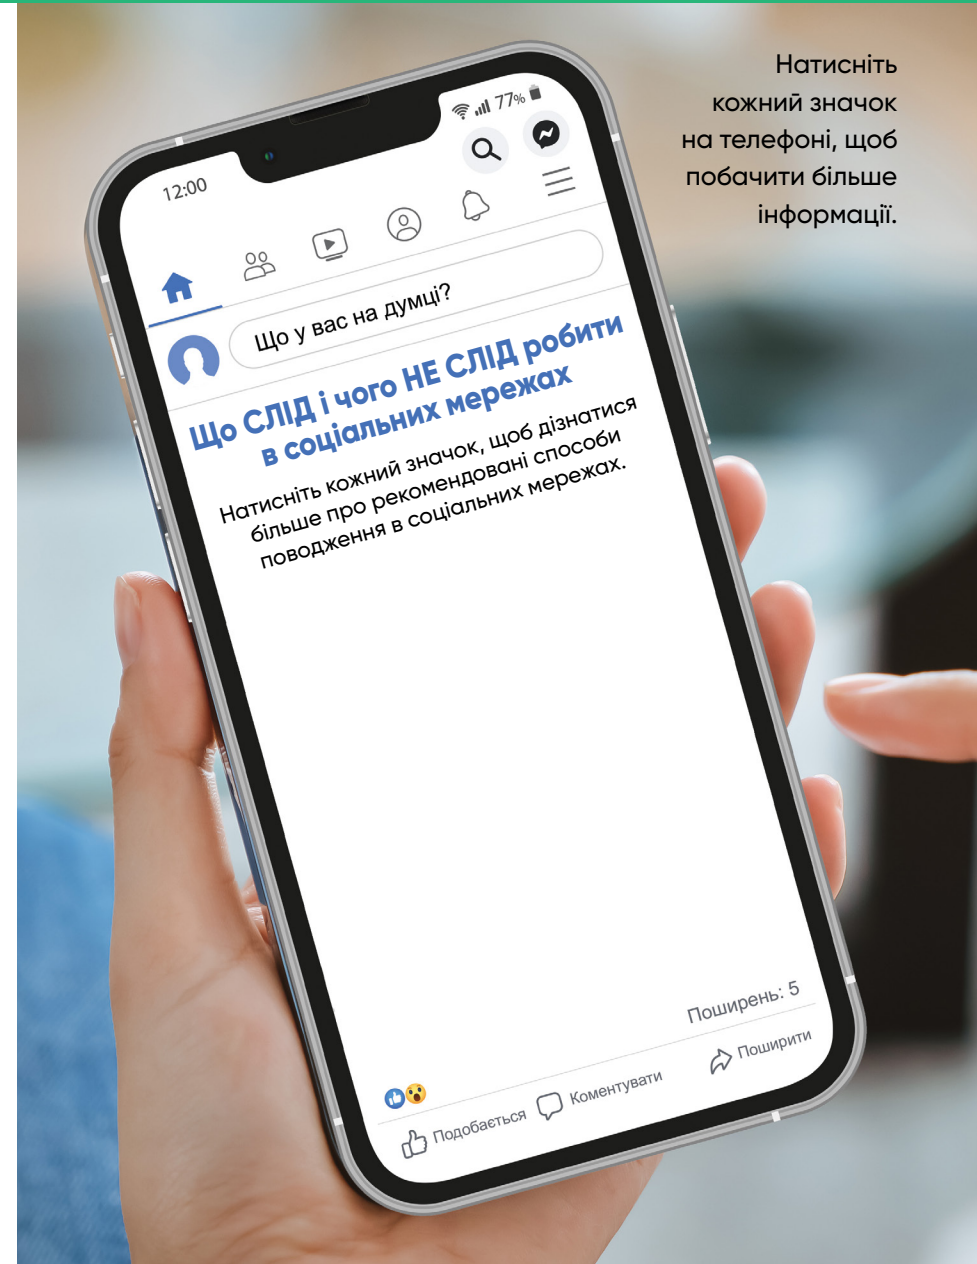 Натисніть
кожний значок
на телефоні, щоб
побачити більше
інформації.
12:00
77%
Що у вас на думці?
Що СЛІД і чого НЕ СЛІД робити
в соціальних мережах
Натисніть кожний значок, щоб дізнатися
більше про рекомендовані способи
поводження в соціальних мережах.
Поширень: 5
Подобається Коментувати Поширити